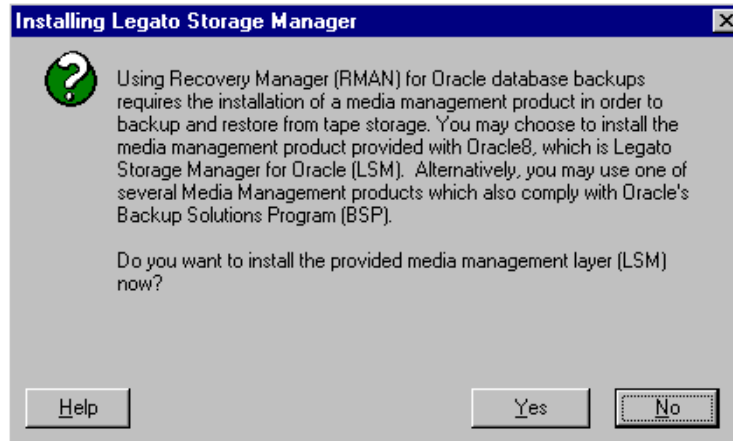 Installing Legato Storage Manager
Using Recovery Manager (RMAN) for Oracle database backups
requires the installation of a media management product in order to
backup and restore from tape storage. You may choose to install the
media management product provided with Oracle8, which is Legato
Storage Manager for Oracle (LSM).  Alternatively, you may use one of
several Media Management products which also comply with Oracle's
Backup Solutions Program (BSP).
Do you want to install the provided media management layer (LSM)
now?
Help Yes No